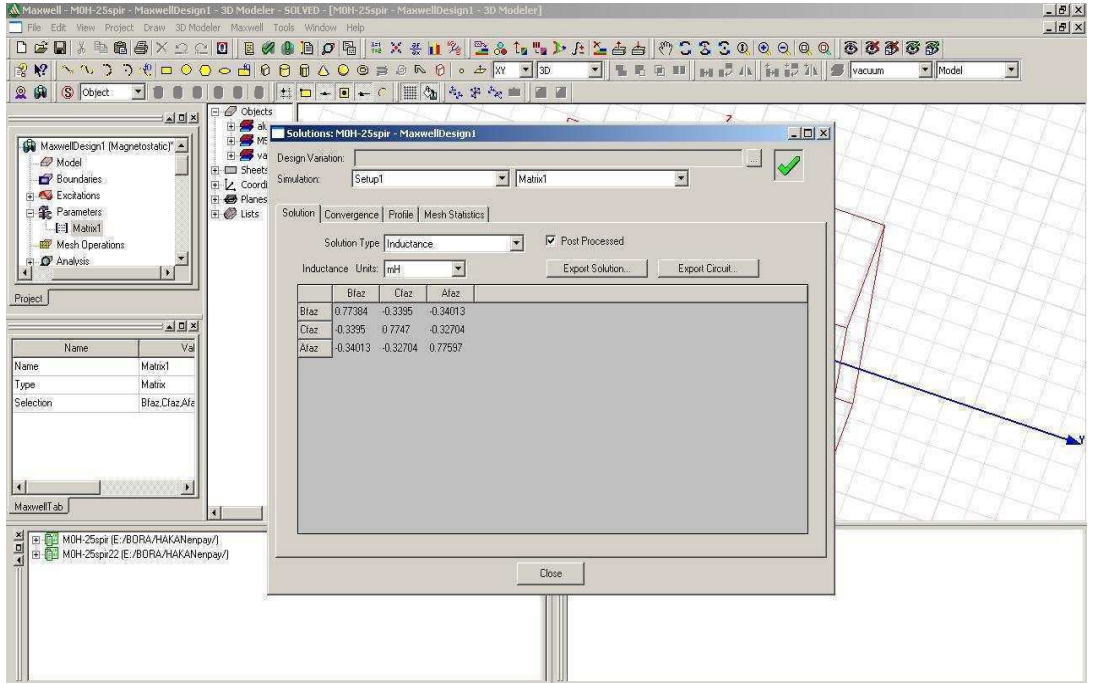 Maxwell - M0H-25spir - MaxwellDesign1 - 3D Modeler - SOLVED - [M0H-25spir - MaxwellDesign1 - 3D Modeler]
File Edit View Project Draw 3D Modeler Maxwell Tools Window Help
XY 3D vacuum Model
Object
MaxwellDesign1 (Magnetostatic)*
Model
Boundaries
Excitations
Parameters
Matrix1
Mesh Operations
Analysis
Project
Name Val
Name Matrix1
Type Matrix
Selection Bfaz,Cfaz,Afa
MaxwellTab
Objects
Sheets
Coordi
Planes
Lists
Solutions: M0H-25spir - MaxwellDesign1
Design Variation: ...
Simulation: Setup1 Matrix1
Solution Convergence Profile Mesh Statistics
Solution Type Inductance Post Processed
Inductance Units: mH Export Solution... Export Circuit...
Bfaz Cfaz Afaz
Bfaz 0.77384 -0.3395 -0.34013
Cfaz -0.3395 0.7747 -0.32704
Afaz -0.34013 -0.32704 0.77597
Close
Z
Y
M0H-25spir (E:/BORA/HAKANenpay/)
M0H-25spir22 (E:/BORA/HAKANenpay/)